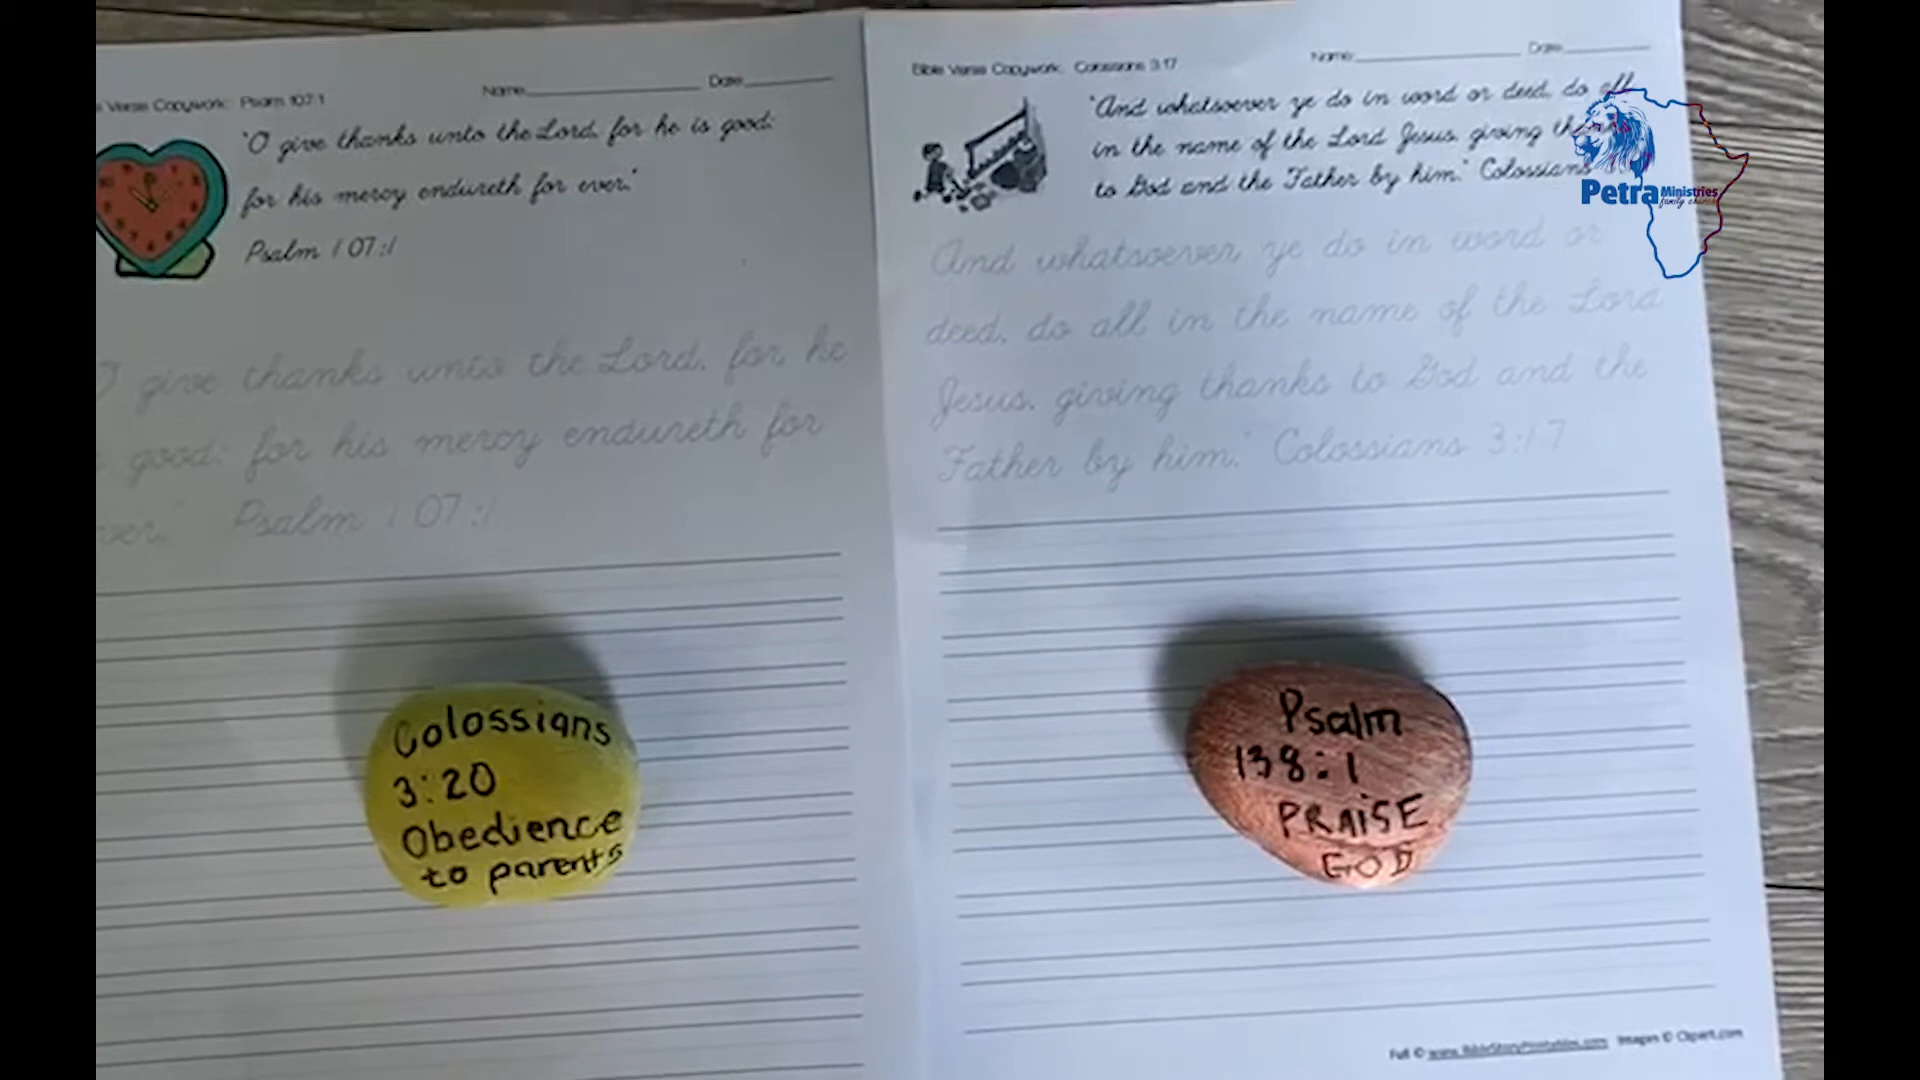 Verse Copywork: Psalm 107:1
Name: Date:
"O give thanks unto the Lord, for he is good:
for his mercy endureth for ever."
Psalm 107:1
give thanks unto the Lord, for he
good: for his mercy endureth for
ever." Psalm 107:1
Colossians
3:20
Obedience
to parents
Bible Verse Copywork: Colossians 3:17
Name: Date:
"And whatsoever ye do in word or deed, do all
in the name of the Lord Jesus, giving
to God and the Father by him." Colossians
And whatsoever ye do in word or
deed, do all in the name of the Lord
Jesus, giving thanks to God and the
Father by him." Colossians 3:17
Psalm
138:1
PRAISE
GOD
Full © www.BibleStoryPrintables.com Images © Clipart.com
Petra Ministries
family church